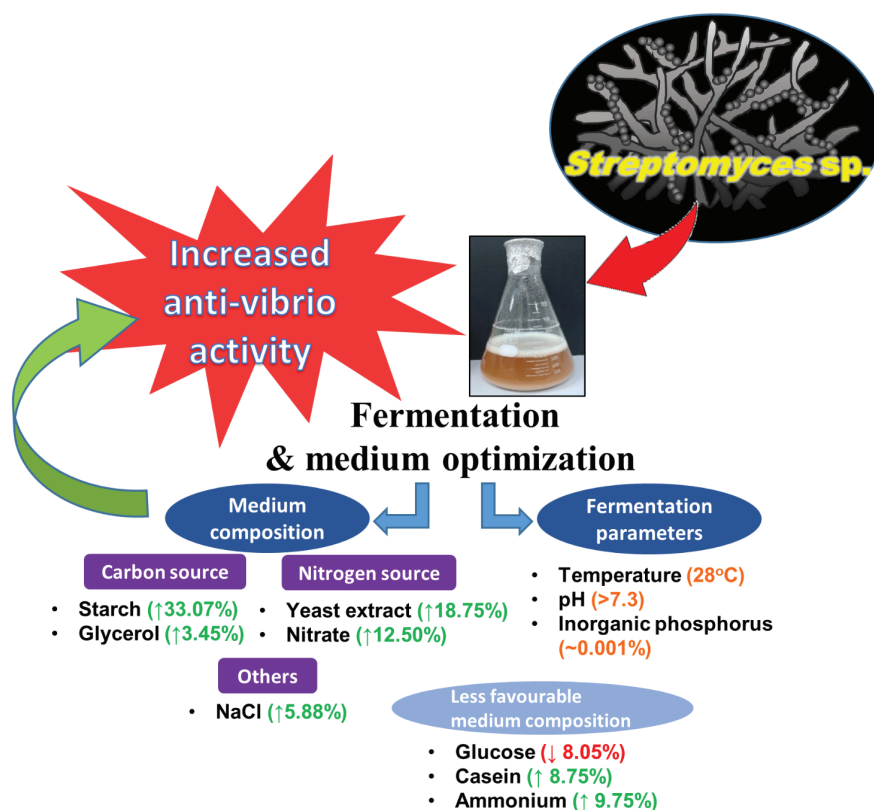 Streptomyces sp.
Increased
anti-vibrio
activity
Fermentation
& medium optimization
Medium
composition
Carbon source
• Starch (↑33.07%)
• Glycerol (↑3.45%)
Nitrogen source
• Yeast extract (↑18.75%)
• Nitrate (↑12.50%)
Others
• NaCl (↑5.88%)
Fermentation
parameters
• Temperature (28°C)
• pH (>7.3)
• Inorganic phosphorus
(~0.001%)
Less favourable
medium composition
• Glucose (↓ 8.05%)
• Casein (↑ 8.75%)
• Ammonium (↑ 9.75%)